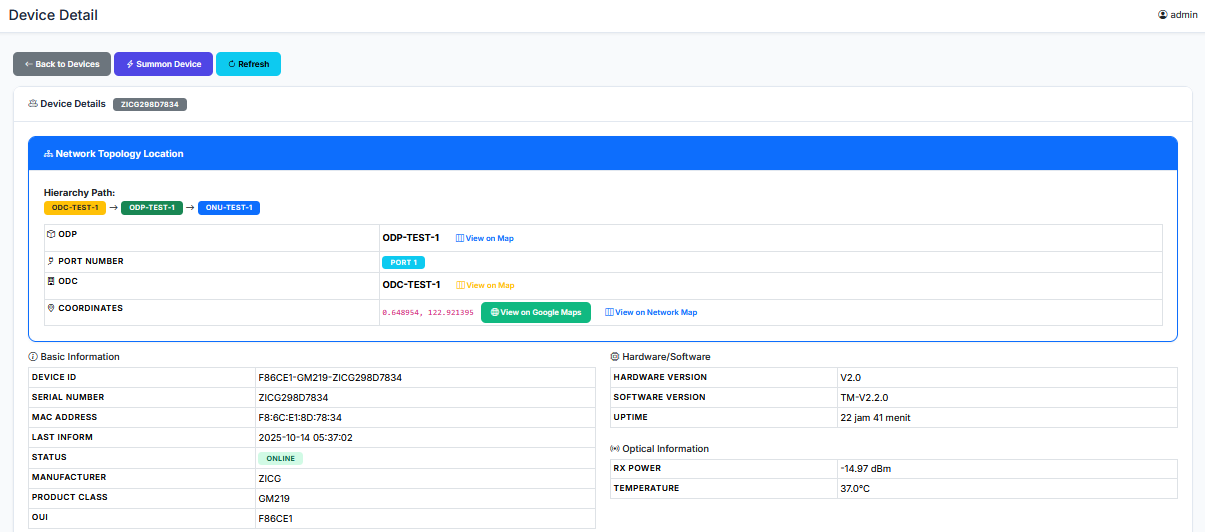 Device Detail
admin
← Back to Devices
Summon Device
Refresh
Device Details ZICG298D7834
Network Topology Location
Hierarchy Path:
ODC-TEST-1 → ODP-TEST-1 → ONU-TEST-1
ODP ODP-TEST-1 View on Map
PORT NUMBER PORT 1
ODC ODC-TEST-1 View on Map
COORDINATES 0.648954, 122.921395 View on Google Maps View on Network Map
Basic Information
DEVICE ID F86CE1-GM219-ZICG298D7834
SERIAL NUMBER ZICG298D7834
MAC ADDRESS F8:6C:E1:8D:78:34
LAST INFORM 2025-10-14 05:37:02
STATUS ONLINE
MANUFACTURER ZICG
PRODUCT CLASS GM219
OUI F86CE1
Hardware/Software
HARDWARE VERSION V2.0
SOFTWARE VERSION TM-V2.2.0
UPTIME 22 jam 41 menit
Optical Information
RX POWER -14.97 dBm
TEMPERATURE 37.0°C